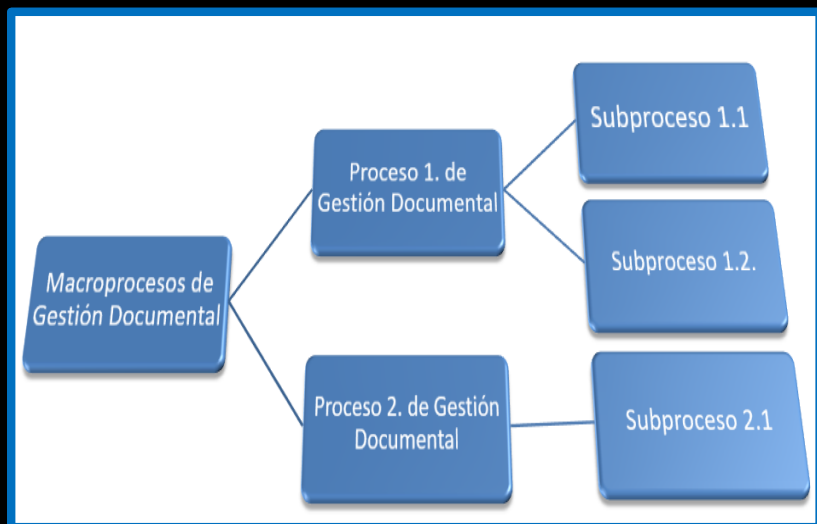 Macroprocesos de
Gestión Documental
Proceso 1. de
Gestión Documental
Subproceso 1.1
Subproceso 1.2.
Proceso 2. de Gestión
Documental
Subproceso 2.1